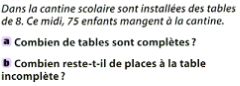 Dans la cantine scolaire sont installées des tables
de 8. Ce midi, 75 enfants mangent à la cantine.
a Combien de tables sont complètes ?
b Combien reste-t-il de places à la table
incomplète ?